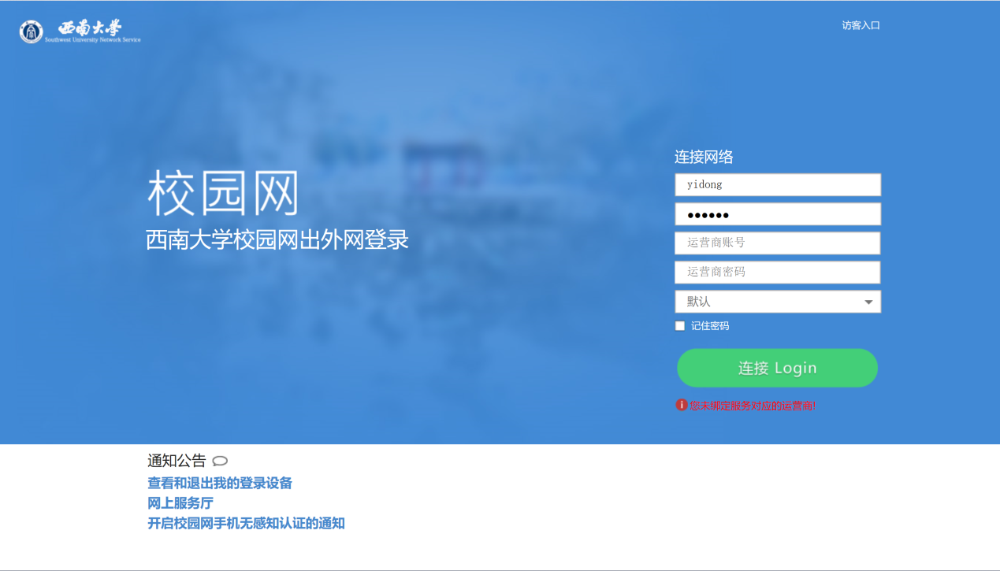 西南大学
Southwest University Network Service
访客入口
校园网
西南大学校园网出外网登录
连接网络
yidong
●●●●●●
运营商账号
运营商密码
默认
记住密码
连接 Login
您未绑定服务对应的运营商!
通知公告
查看和退出我的登录设备
网上服务厅
开启校园网手机无感知认证的通知